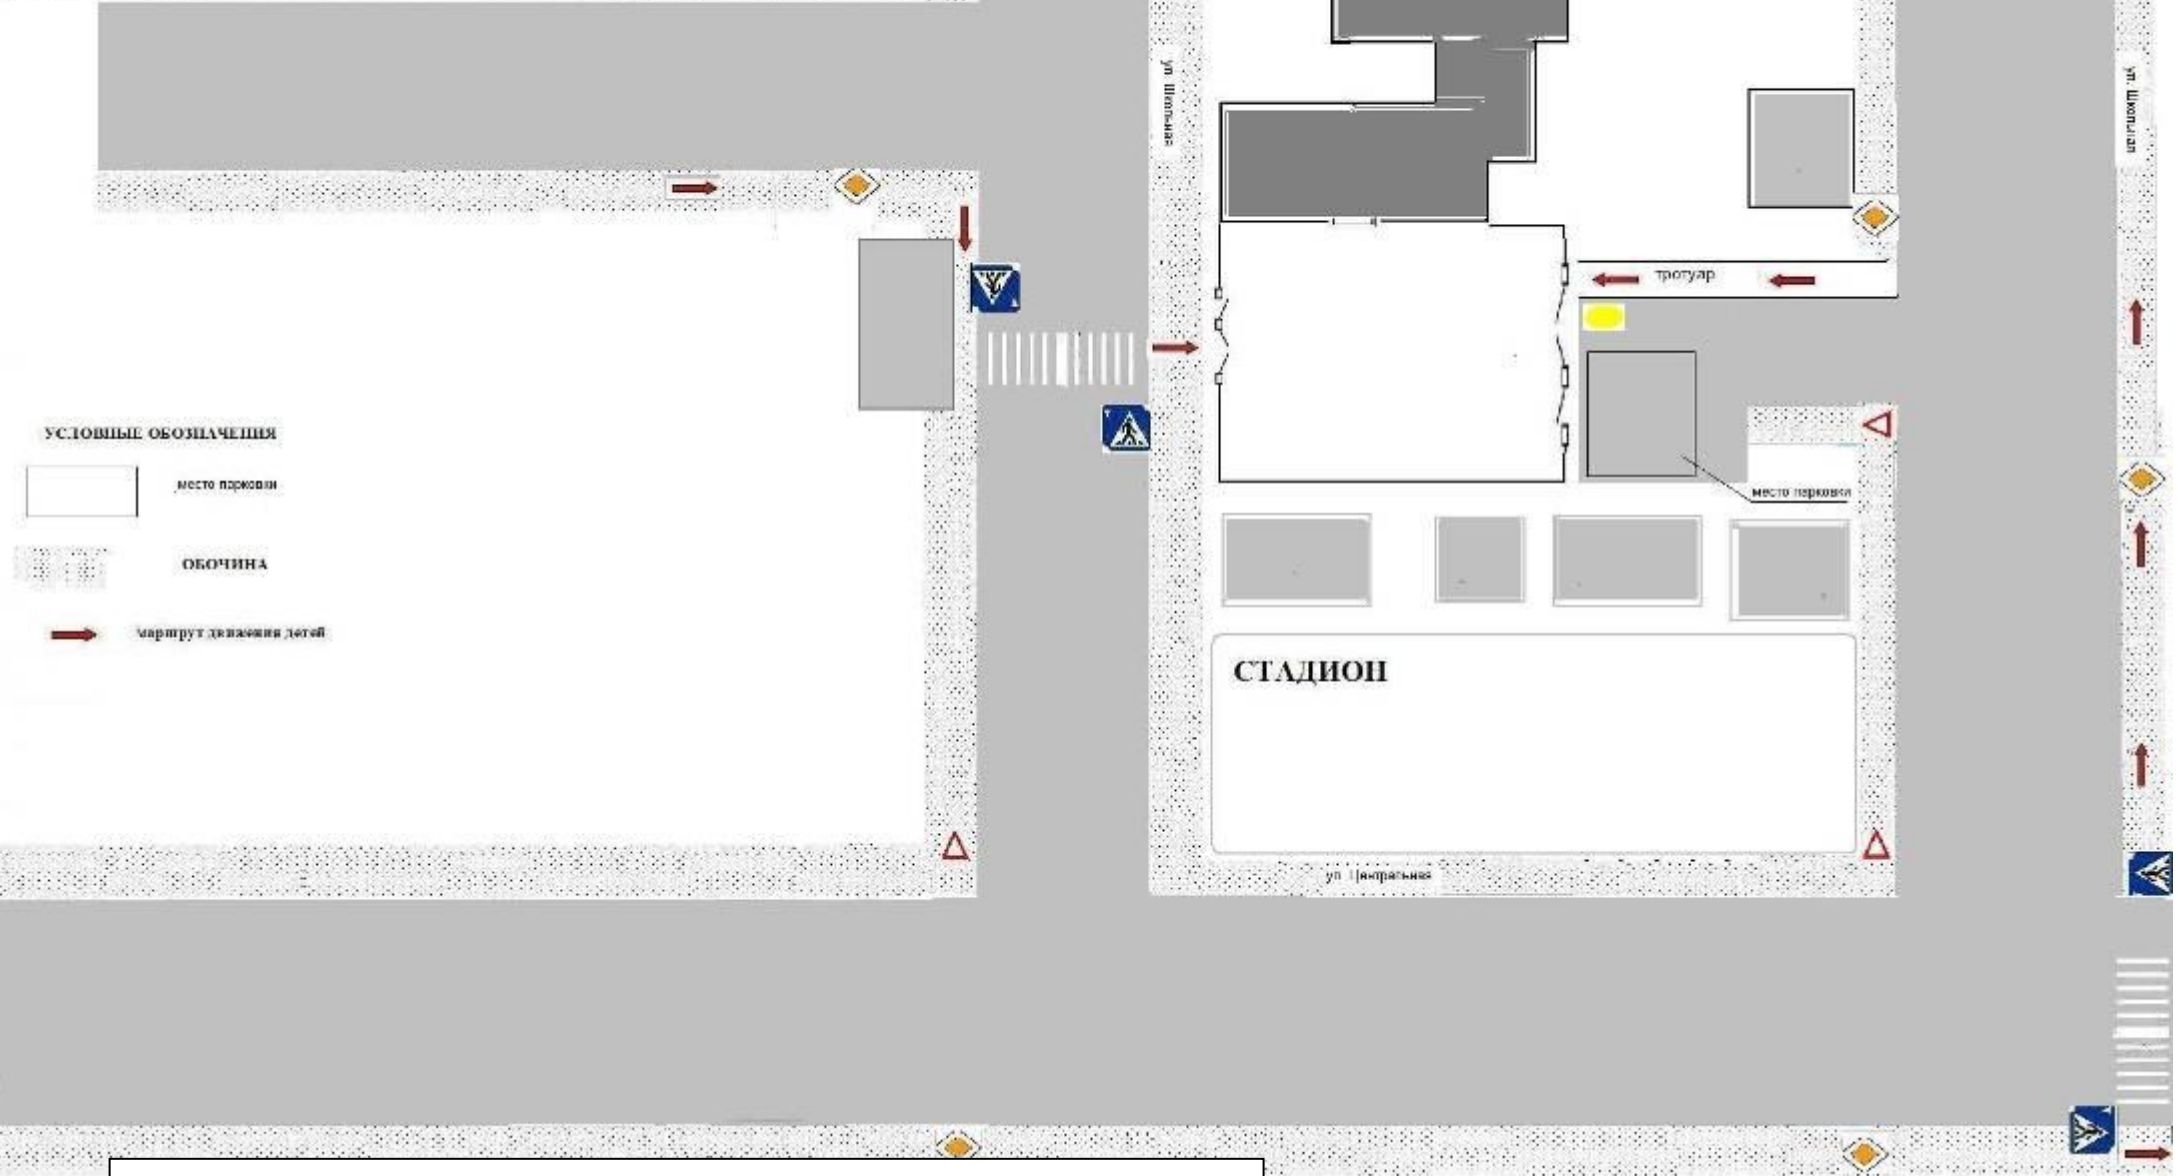 ул. Школьная
ул. Школьная
тротуар
УСЛОВНЫЕ ОБОЗНАЧЕНИЯ
место парковки
место парковки
ОБОЧИНА
маршрут движения детей
СТАДИОН
ул. Центральная